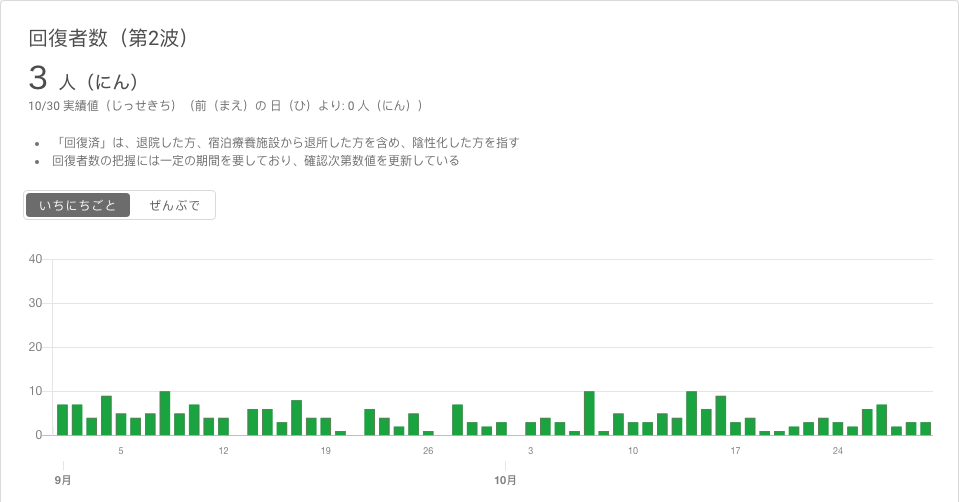 回復者数（第2波）
3 人（にん）
10/30 実績値（じっせきち）（前（まえ）の 日（ひ）より: 0 人（にん））
• 「回復済」は、退院した方、宿泊療養施設から退所した方を含め、陰性化した方を指す
• 回復者数の把握には一定の期間を要しており、確認次第数値を更新している
いちにちごと ぜんぶで
40
30
20
10
0
5 12 19 26 3 10 17 24
9月 10月